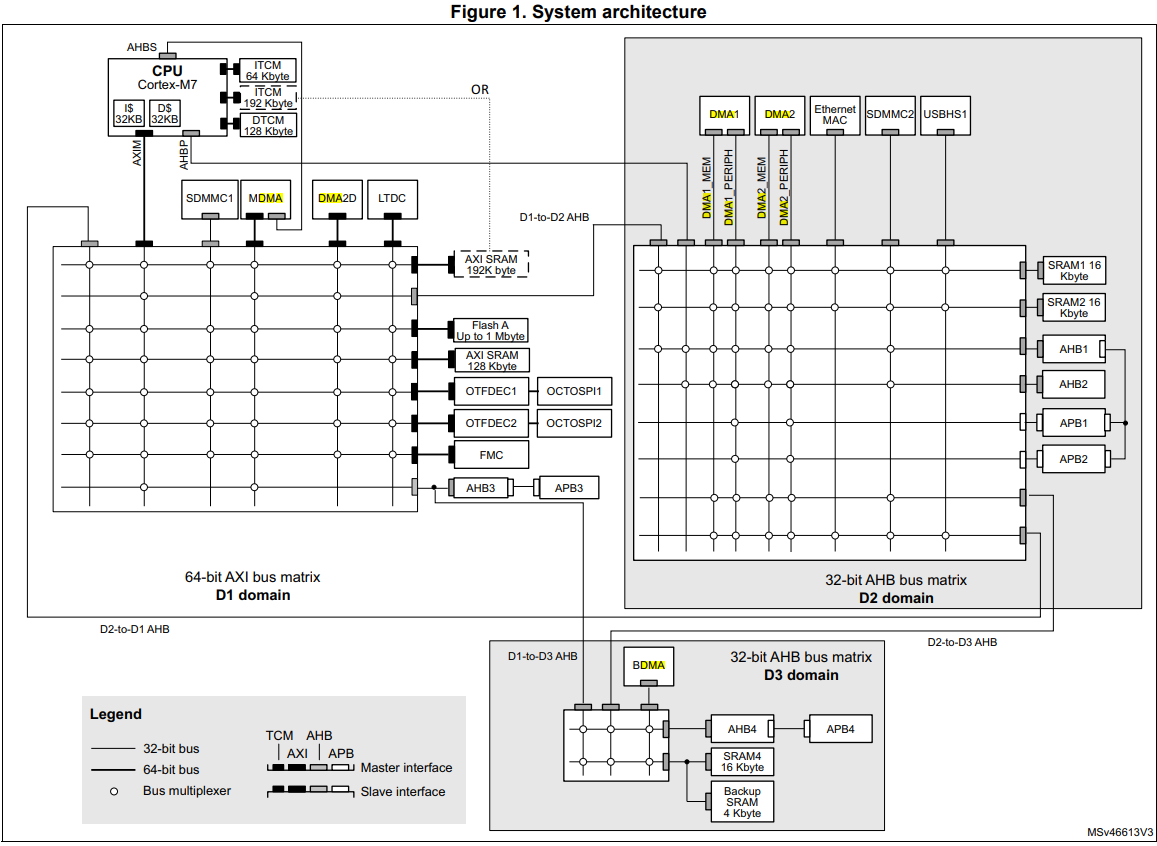 Figure 1. System architecture
AHBS
CPU
Cortex-M7
I$
32KB
D$
32KB
ITCM
64 Kbyte
ITCM
192 Kbyte
DTCM
128 Kbyte
OR
AXIM
AHBP
SDMMC1
MDMA
DMA2D
LTDC
D1-to-D2 AHB
AXI SRAM
192K byte
Flash A
Up to 1 Mbyte
AXI SRAM
128 Kbyte
OTFDEC1
OCTOSPI1
OTFDEC2
OCTOSPI2
FMC
AHB3
APB3
64-bit AXI bus matrix
D1 domain
DMA1
DMA2
Ethernet
MAC
SDMMC2
USBHS1
DMA1_MEM
DMA1_PERIPH
DMA2_MEM
DMA2_PERIPH
SRAM1 16
Kbyte
SRAM2 16
Kbyte
AHB1
AHB2
APB1
APB2
32-bit AHB bus matrix
D2 domain
D2-to-D1 AHB
D2-to-D3 AHB
D1-to-D3 AHB
BDMA
32-bit AHB bus matrix
D3 domain
AHB4
APB4
SRAM4
16 Kbyte
Backup
SRAM
4 Kbyte
Legend
32-bit bus
64-bit bus
Bus multiplexer
TCM
AHB
AXI
APB
Master interface
Slave interface
MSv46613V3